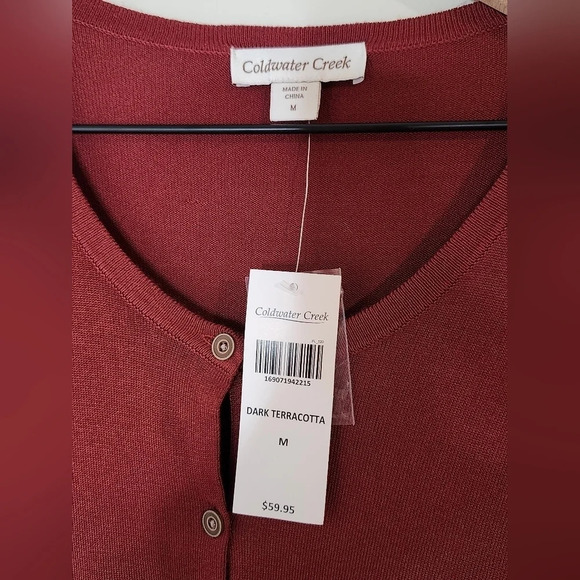 Coldwater Creek
MADE IN
CHINA
M
Coldwater Creek
169071942215
DARK TERRACOTTA
M
$59.95